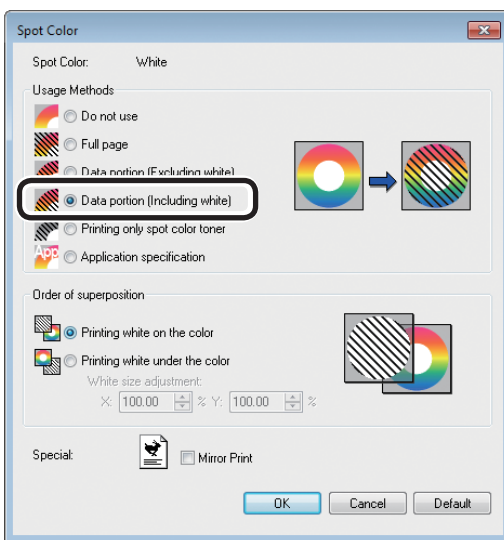 Spot Color
Spot Color: White
Usage Methods
Do not use
Full page
Data portion (Excluding white)
Data portion (Including white)
Printing only spot color toner
App Application specification
Order of superposition
Printing white on the color
Printing white under the color
White size adjustment:
X: 100.00 % Y: 100.00 %
Special: Mirror Print
OK Cancel Default